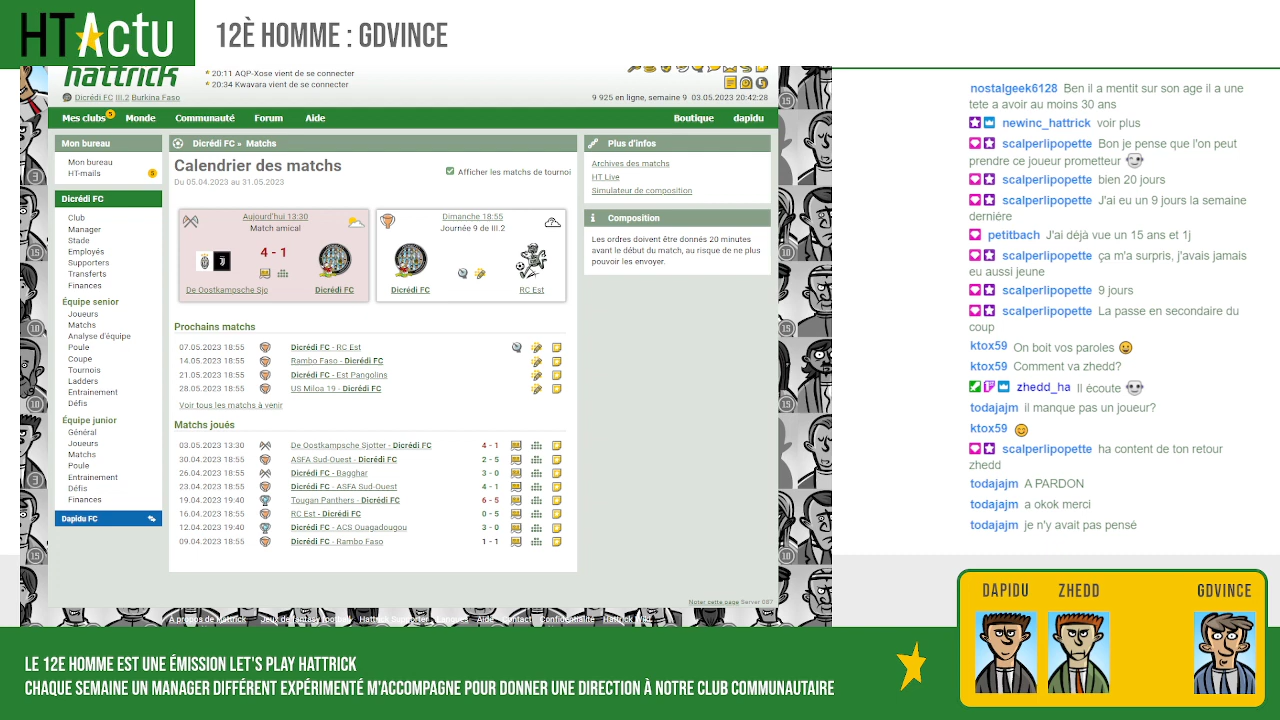 HTActu
12È HOMME : GDVINCE
hattrick
20:11 AQP-Xose vient de se connecter
20:34 Kwavara vient de se connecter
Dicrédi FC III.2 Burkina Faso
9 925 en ligne, semaine 9 03.05.2023 20:42:28
Mes clubs 5 Monde Communauté Forum Aide Boutique dapidu
Mon bureau
Mon bureau
HT-mails 5
Dicrédi FC
Club
Manager
Stade
Employés
Supporters
Transferts
Finances
Équipe senior
Joueurs
Matchs
Analyse d'équipe
Poule
Coupe
Tournois
Ladders
Entrainement
Défis
Équipe junior
Général
Joueurs
Matchs
Poule
Entrainement
Défis
Finances
Dapidu FC
Dicrédi FC » Matchs
Calendrier des matchs
Afficher les matchs de tournoi
Du 05.04.2023 au 31.05.2023
Aujourd'hui 13:30
Match amical
4 - 1
De Oostkampsche Sjo Dicrédi FC
Dimanche 18:55
Journée 9 de III.2
Dicrédi FC RC Est
Prochains matchs
07.05.2023 18:55 Dicrédi FC - RC Est
14.05.2023 18:55 Rambo Faso - Dicrédi FC
21.05.2023 18:55 Dicrédi FC - Est Pangolins
28.05.2023 18:55 US Miloa 19 - Dicrédi FC
Voir tous les matchs à venir
Matchs joués
03.05.2023 13:30 De Oostkampsche Sjotter - Dicrédi FC 4 - 1
30.04.2023 18:55 ASFA Sud-Ouest - Dicrédi FC 2 - 5
26.04.2023 13:30 Dicrédi FC - Bagghar 3 - 0
23.04.2023 18:55 Dicrédi FC - ASFA Sud-Ouest 4 - 1
19.04.2023 19:40 Tougan Panthers - Dicrédi FC 6 - 5
16.04.2023 18:55 RC Est - Dicrédi FC 0 - 5
12.04.2023 19:40 Dicrédi FC - ACS Ouagadougou 3 - 0
09.04.2023 18:55 Dicrédi FC - Rambo Faso 1 - 1
Plus d'infos
Archives des matchs
HT Live
Simulateur de composition
Composition
Les ordres doivent être donnés 20 minutes
avant le début du match, au risque de ne plus
pouvoir les envoyer.
Noter cette page Server 087
nostalgeek6128 Ben il a mentit sur son age il a une
tete a avoir au moins 30 ans
newinc_hattrick voir plus
scalperlipopette Bon je pense que l'on peut
prendre ce joueur prometteur
scalperlipopette bien 20 jours
scalperlipopette J'ai eu un 9 jours la semaine
dernière
petitbach J'ai déjà vue un 15 ans et 1j
scalperlipopette ça m'a surpris, j'avais jamais
eu aussi jeune
scalperlipopette 9 jours
scalperlipopette La passe en secondaire du
coup
ktox59 On boit vos paroles
ktox59 Comment va zhedd?
zhedd_ha Il écoute
todajajm il manque pas un joueur?
ktox59
scalperlipopette ha content de ton retour
zhedd
todajajm A PARDON
todajajm a okok merci
todajajm je n'y avait pas pensé
DAPIDU ZHEDD GDVINCE
LE 12E HOMME EST UNE ÉMISSION LET'S PLAY HATTRICK
CHAQUE SEMAINE UN MANAGER DIFFÉRENT EXPÉRIMENTÉ M'ACCOMPAGNE POUR DONNER UNE DIRECTION À NOTRE CLUB COMMUNAUTAIRE